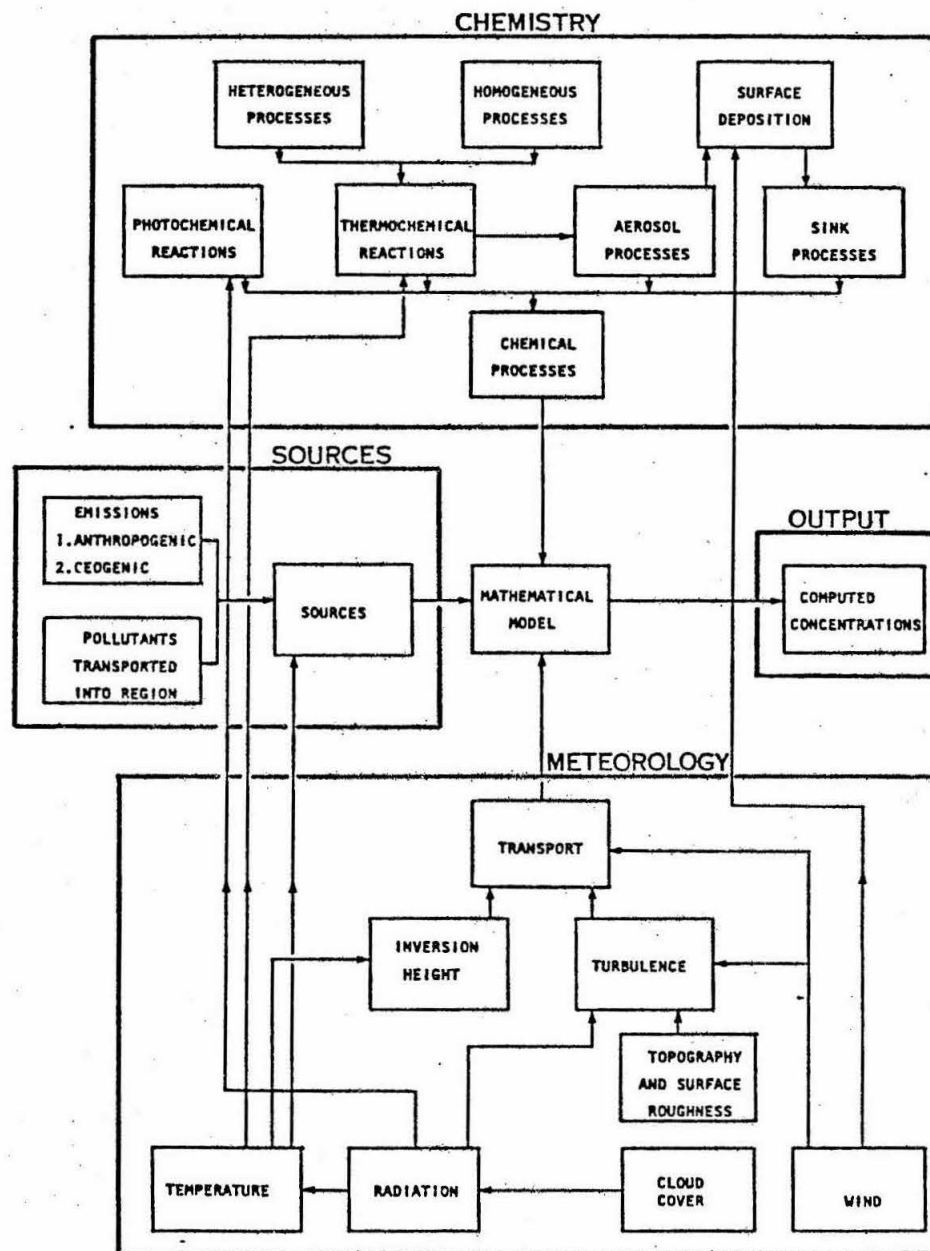 CHEMISTRY
HETEROGENEOUS
PROCESSES
HOMOGENEOUS
PROCESSES
SURFACE
DEPOSITION
PHOTOCHEMICAL
REACTIONS
THERMOCHEMICAL
REACTIONS
AEROSOL
PROCESSES
SINK
PROCESSES
CHEMICAL
PROCESSES
SOURCES
EMISSIONS
1.ANTHROPOGENIC
2.CEOGENIC
POLLUTANTS
TRANSPORTED
INTO REGION
SOURCES
MATHEMATICAL
MODEL
OUTPUT
COMPUTED
CONCENTRATIONS
METEOROLOGY
TRANSPORT
INVERSION
HEIGHT
TURBULENCE
TOPOGRAPHY
AND SURFACE
ROUGHNESS
TEMPERATURE
RADIATION
CLOUD
COVER
WIND